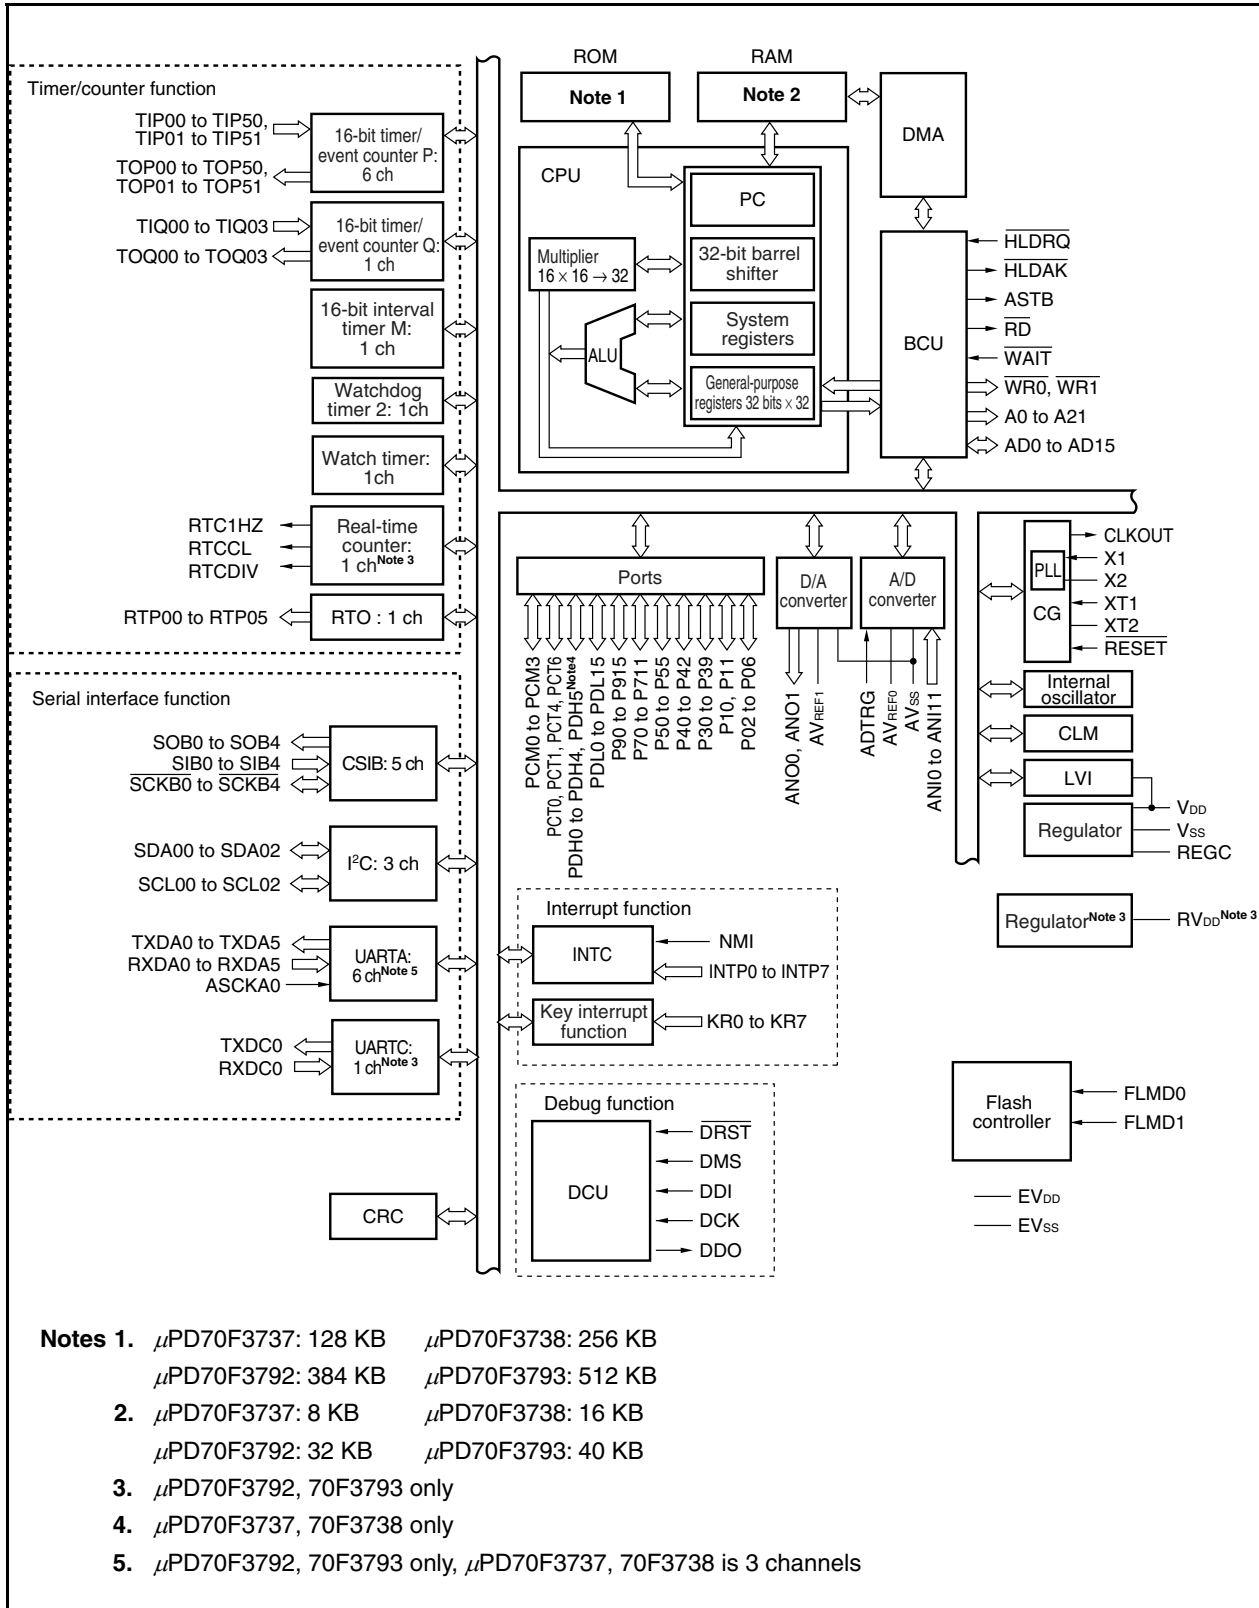 ROM
RAM
Note 1
Note 2
DMA
Timer/counter function
TIP00 to TIP50,
TIP01 to TIP51
TOP00 to TOP50,
TOP01 to TOP51
16-bit timer/
event counter P:
6 ch
TIQ00 to TIQ03
TOQ00 to TOQ03
16-bit timer/
event counter Q:
1 ch
16-bit interval
timer M:
1 ch
Watchdog
timer 2: 1ch
Watch timer:
1ch
RTC1HZ
RTCCL
RTCDIV
Real-time
counter:
1 ch Note 3
RTP00 to RTP05
RTO : 1 ch
CPU
PC
Multiplier
16 × 16 → 32
32-bit barrel
shifter
ALU
System
registers
General-purpose
registers 32 bits × 32
BCU
HLDRQ
HLDAK
ASTB
RD
WAIT
WR0, WR1
A0 to A21
AD0 to AD15
Serial interface function
SOB0 to SOB4
SIB0 to SIB4
SCKB0 to SCKB4
CSIB: 5 ch
SDA00 to SDA02
SCL00 to SCL02
I²C: 3 ch
TXDA0 to TXDA5
RXDA0 to RXDA5
ASCKA0
UARTA:
6 ch Note 5
TXDC0
RXDC0
UARTC:
1 ch Note 3
CRC
Ports
PCM0 to PCM3
PCT0, PCT1, PCT4, PCT6
PDH0 to PDH4, PDH5 Note4
PDL0 to PDL15
P90 to P915
P70 to P711
P50 to P55
P40 to P42
P30 to P39
P10, P11
P02 to P06
D/A
converter
ANO0, ANO1
AVREF1
A/D
converter
ADTRG
AVREF0
AVSS
ANI0 to ANI11
PLL
CG
CLKOUT
X1
X2
XT1
XT2
RESET
Internal
oscillator
CLM
LVI
Regulator
VDD
VSS
REGC
Regulator Note 3
RVDD Note 3
Interrupt function
INTC
NMI
INTP0 to INTP7
Key interrupt
function
KR0 to KR7
Debug function
DCU
DRST
DMS
DDI
DCK
DDO
Flash
controller
FLMD0
FLMD1
EVDD
EVSS
Notes 1. μPD70F3737: 128 KB μPD70F3738: 256 KB
μPD70F3792: 384 KB μPD70F3793: 512 KB
2. μPD70F3737: 8 KB μPD70F3738: 16 KB
μPD70F3792: 32 KB μPD70F3793: 40 KB
3. μPD70F3792, 70F3793 only
4. μPD70F3737, 70F3738 only
5. μPD70F3792, 70F3793 only, μPD70F3737, 70F3738 is 3 channels